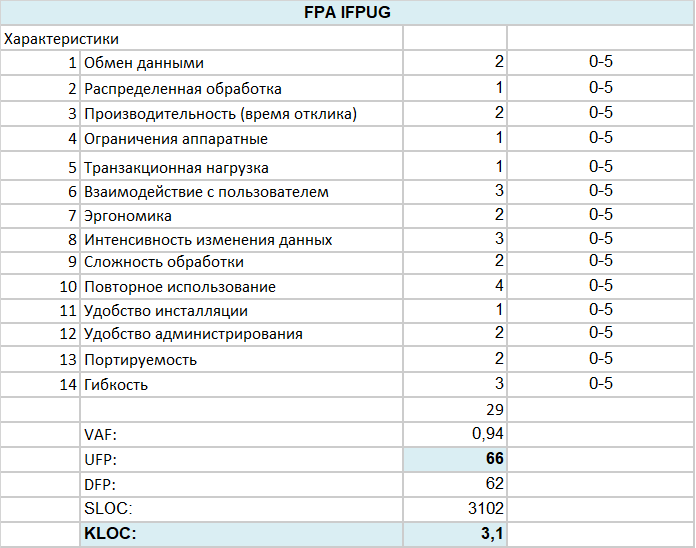 FPA IFPUG
Характеристики
1 Обмен данными 2 0-5
2 Распределенная обработка 1 0-5
3 Производительность (время отклика) 2 0-5
4 Ограничения аппаратные 1 0-5
5 Транзакционная нагрузка 1 0-5
6 Взаимодействие с пользователем 3 0-5
7 Эргономика 2 0-5
8 Интенсивность изменения данных 3 0-5
9 Сложность обработки 2 0-5
10 Повторное использование 4 0-5
11 Удобство инсталляции 1 0-5
12 Удобство администрирования 2 0-5
13 Портируемость 2 0-5
14 Гибкость 3 0-5
29
VAF: 0,94
UFP: 66
DFP: 62
SLOC: 3102
KLOC: 3,1